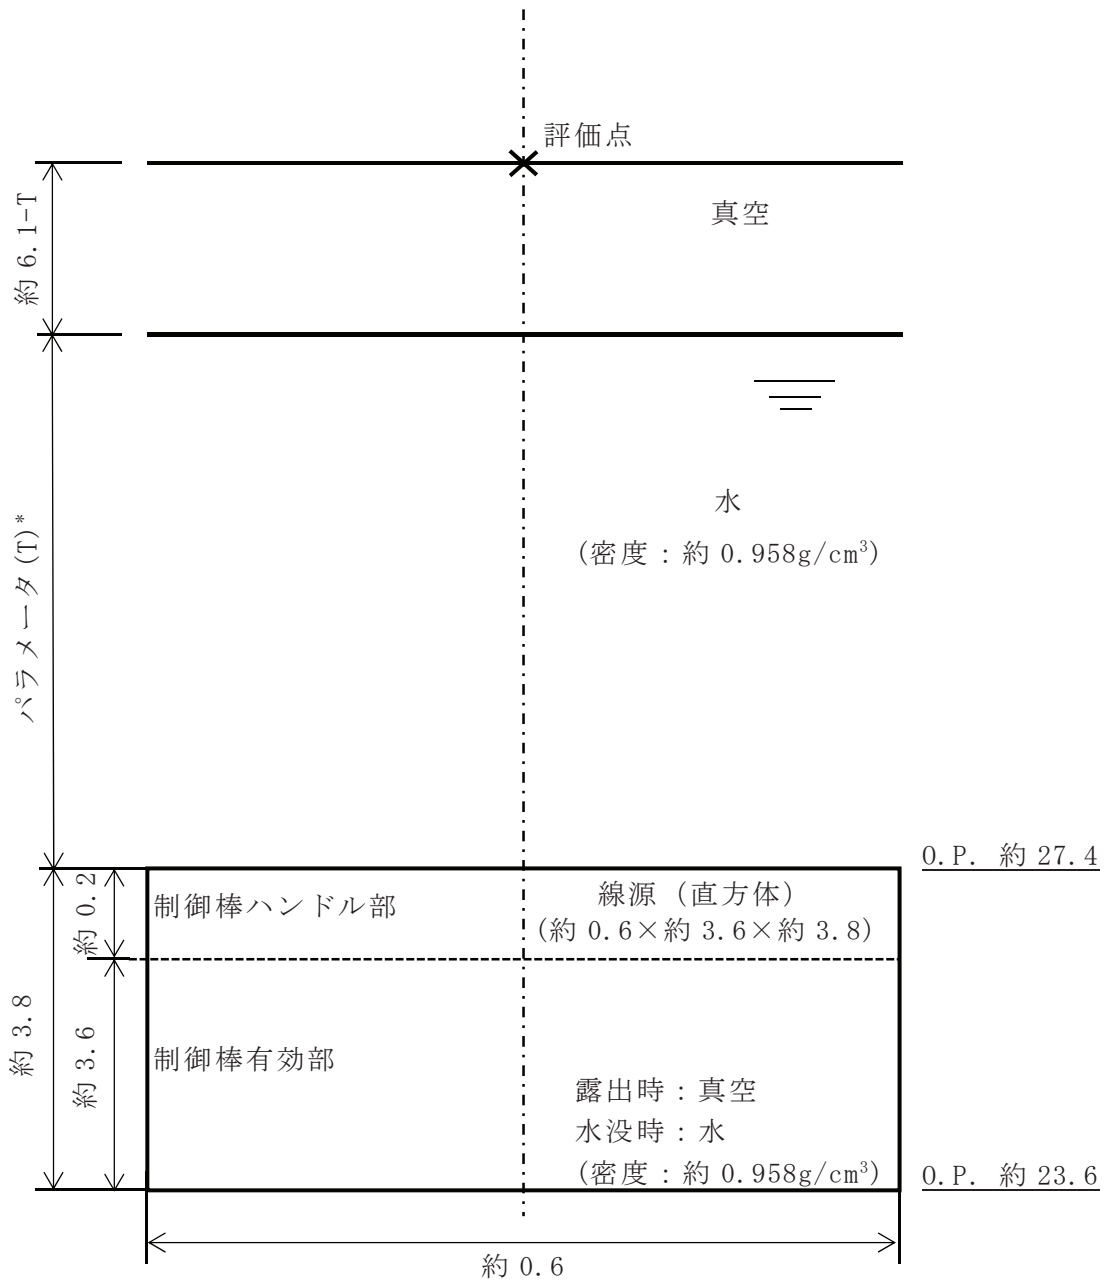 評価点
真空
約 6.1-T
水
(密度：約 0.958g/cm³)
パラメータ(T)*
O.P. 約 27.4
約 0.2
制御棒ハンドル部
線源（直方体）
(約 0.6×約 3.6×約 3.8)
約 3.8
約 3.6
制御棒有効部
露出時：真空
水没時：水
(密度：約 0.958g/cm³)
O.P. 約 23.6
約 0.6